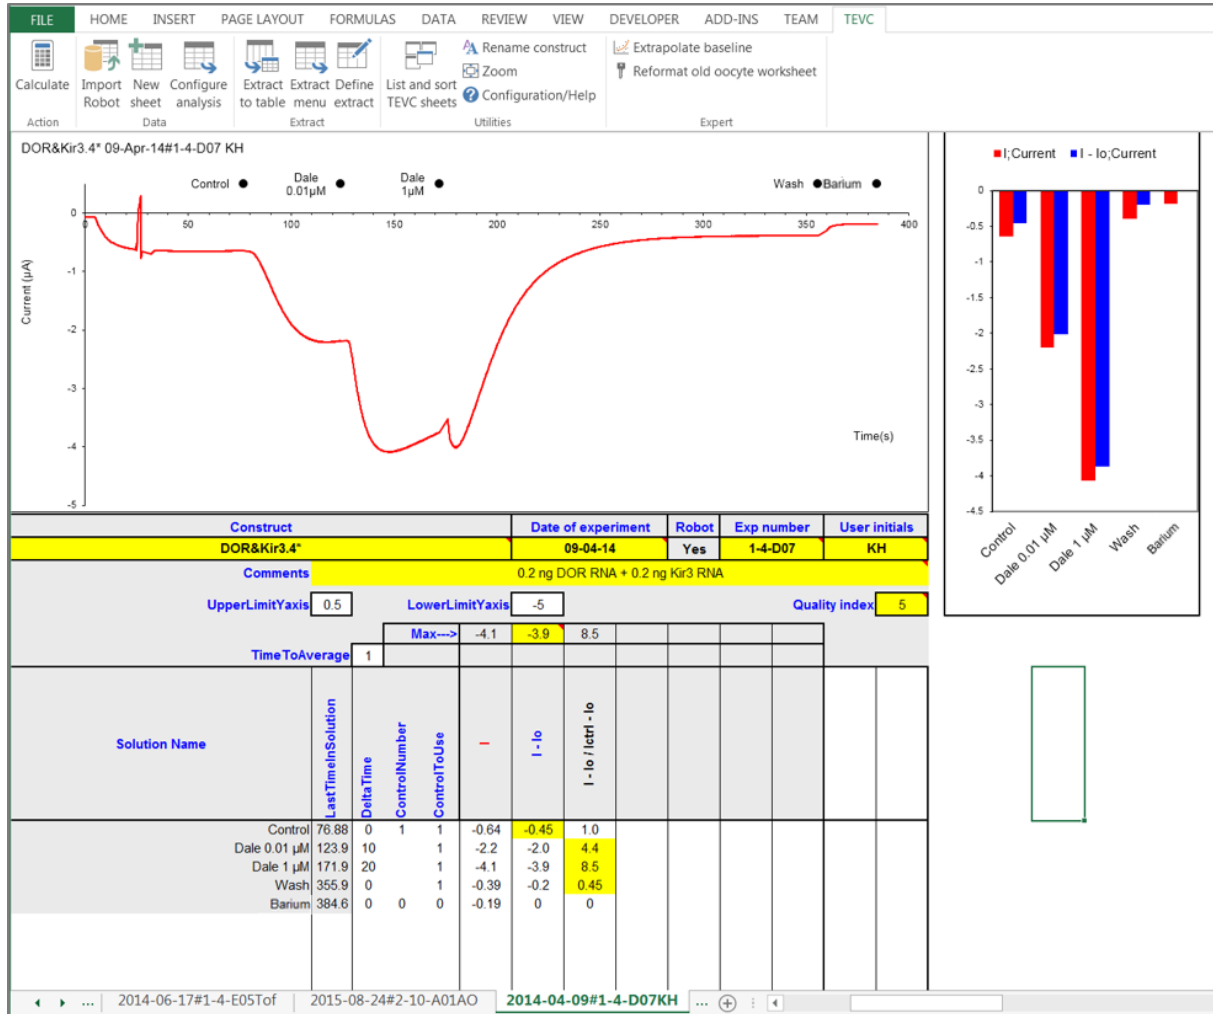 FILE HOME INSERT PAGE LAYOUT FORMULAS DATA REVIEW VIEW DEVELOPER ADD-INS TEAM TEVC
Calculate
Import Robot
New sheet
Configure analysis
Extract to table
Extract menu
Define extract
List and sort TEVC sheets
Rename construct
Zoom
Configuration/Help
Extrapolate baseline
Reformat old oocyte worksheet
Action Data Extract Utilities Expert
DOR&Kir3.4* 09-Apr-14#1-4-D07 KH
Control ●
Dale 0.01µM ●
Dale 1µM ●
Wash ●
Barium ●
0
-1
-2
-3
-4
-5
0 50 100 150 200 250 300 350 400
Current (µA)
Time(s)
I;Current I - Io;Current
0
-0.5
-1
-1.5
-2
-2.5
-3
-3.5
-4
-4.5
Control
Dale 0.01 µM
Dale 1 µM
Wash
Barium
Construct Date of experiment Robot Exp number User initials
DOR&Kir3.4* 09-04-14 Yes 1-4-D07 KH
Comments 0.2 ng DOR RNA + 0.2 ng Kir3 RNA
UpperLimitYaxis 0.5 LowerLimitYaxis -5 Quality index 5
Max---> -4.1 -3.9 8.5
TimeToAverage 1
Solution Name LastTimeInSolution DeltaTime ControlNumber ControlToUse I I - Io I - Io / Ictrl - Io
Control 76.88 0 1 1 -0.64 -0.45 1.0
Dale 0.01 µM 123.9 10 1 -2.2 -2.0 4.4
Dale 1 µM 171.9 20 1 -4.1 -3.9 8.5
Wash 355.9 0 1 -0.39 -0.2 0.45
Barium 384.6 0 0 0 -0.19 0 0
... 2014-06-17#1-4-E05Tof 2015-08-24#2-10-A01AO 2014-04-09#1-4-D07KH ...